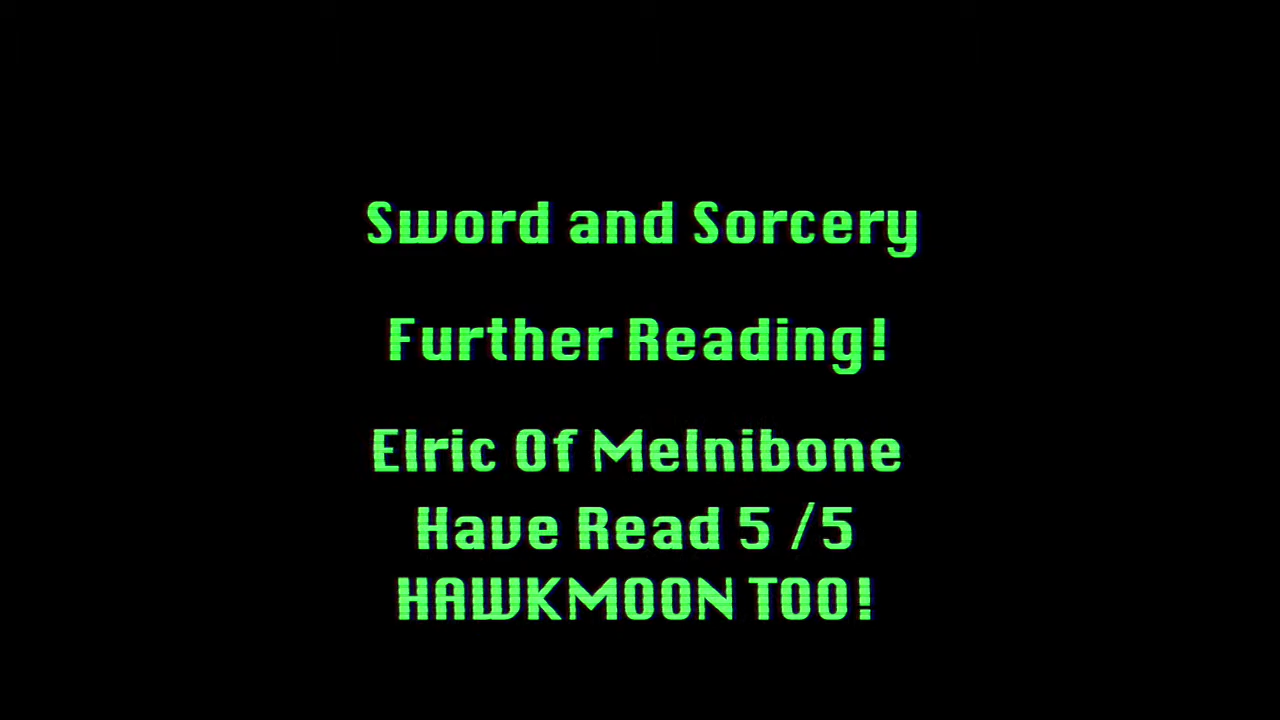 Sword and Sorcery
Further Reading!
Elric Of Melnibone
Have Read 5 /5
HAWKMOON TOO!